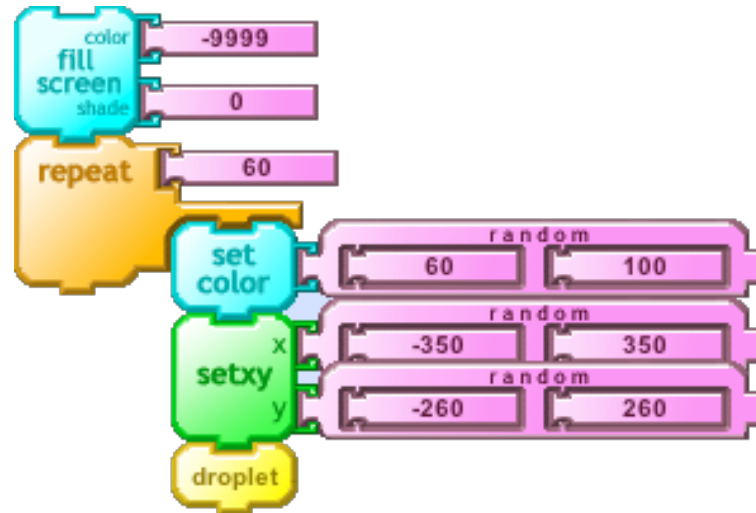 color -9999
fill
screen
shade 0
repeat 60
random
set
color 60 100
random
x -350 350
setxy
random
y -260 260
droplet